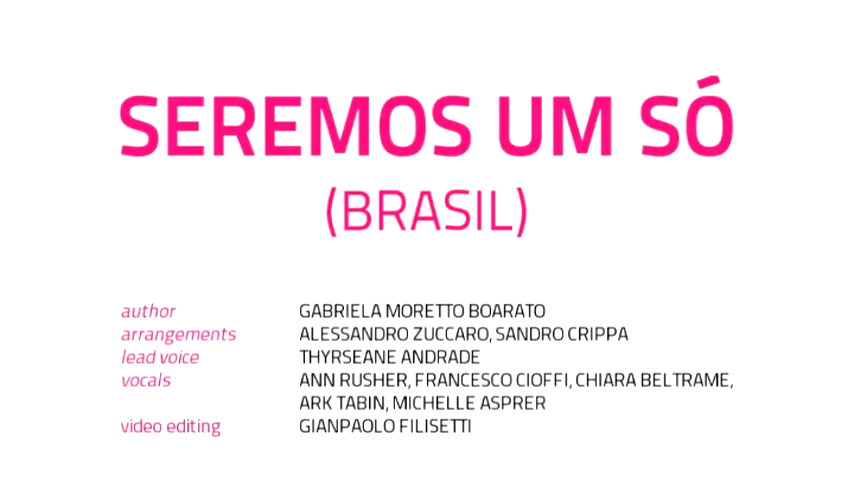 SEREMOS UM SÓ
(BRASIL)
author GABRIELA MORETTO BOARATO
arrangements ALESSANDRO ZUCCARO, SANDRO CRIPPA
lead voice THYRSEANE ANDRADE
vocals ANN RUSHER, FRANCESCO CIOFFI, CHIARA BELTRAME,
ARK TABIN, MICHELLE ASPRER
video editing GIANPAOLO FILISETTI